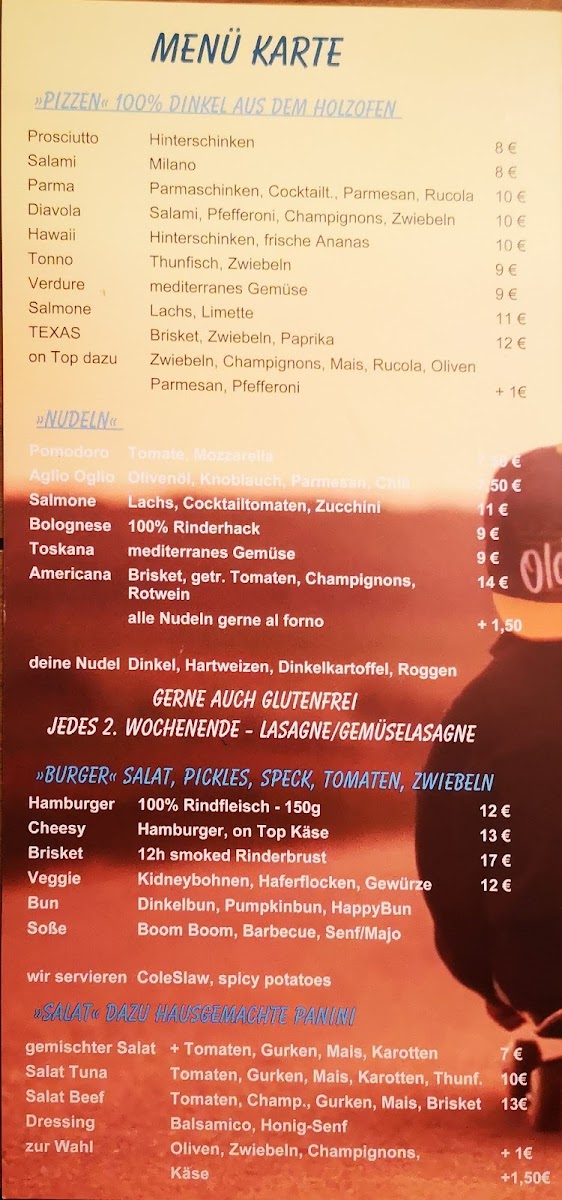 MENÜ KARTE
»PIZZEN« 100% DINKEL AUS DEM HOLZOFEN
Prosciutto Hinterschinken 8 €
Salami Milano 8 €
Parma Parmaschinken, Cocktailt., Parmesan, Rucola 10 €
Diavola Salami, Pfefferoni, Champignons, Zwiebeln 10 €
Hawaii Hinterschinken, frische Ananas 10 €
Tonno Thunfisch, Zwiebeln 9 €
Verdure mediterranes Gemüse 9 €
Salmone Lachs, Limette 11 €
TEXAS Brisket, Zwiebeln, Paprika 12 €
on Top dazu Zwiebeln, Champignons, Mais, Rucola, Oliven
Parmesan, Pfefferoni + 1€
»NUDELN«
Pomodoro Tomate, Mozzarella €
Aglio Oglio Olivenöl, Knoblauch, Parmesan, Chili 7,50 €
Salmone Lachs, Cocktailtomaten, Zucchini 11 €
Bolognese 100% Rinderhack 9 €
Toskana mediterranes Gemüse 9 €
Americana Brisket, getr. Tomaten, Champignons, 14 €
Rotwein
alle Nudeln gerne al forno + 1,50
deine Nudel Dinkel, Hartweizen, Dinkelkartoffel, Roggen
GERNE AUCH GLUTENFREI
JEDES 2. WOCHENENDE - LASAGNE/GEMÜSELASAGNE
»BURGER« SALAT, PICKLES, SPECK, TOMATEN, ZWIEBELN
Hamburger 100% Rindfleisch - 150g 12 €
Cheesy Hamburger, on Top Käse 13 €
Brisket 12h smoked Rinderbrust 17 €
Veggie Kidneybohnen, Haferflocken, Gewürze 12 €
Bun Dinkelbun, Pumpkinbun, HappyBun
Soße Boom Boom, Barbecue, Senf/Majo
wir servieren ColeSlaw, spicy potatoes
»SALAT« DAZU HAUSGEMACHTE PANINI
gemischter Salat + Tomaten, Gurken, Mais, Karotten 7 €
Salat Tuna Tomaten, Gurken, Mais, Karotten, Thunf. 10€
Salat Beef Tomaten, Champ., Gurken, Mais, Brisket 13€
Dressing Balsamico, Honig-Senf
zur Wahl Oliven, Zwiebeln, Champignons, + 1€
Käse +1,50€